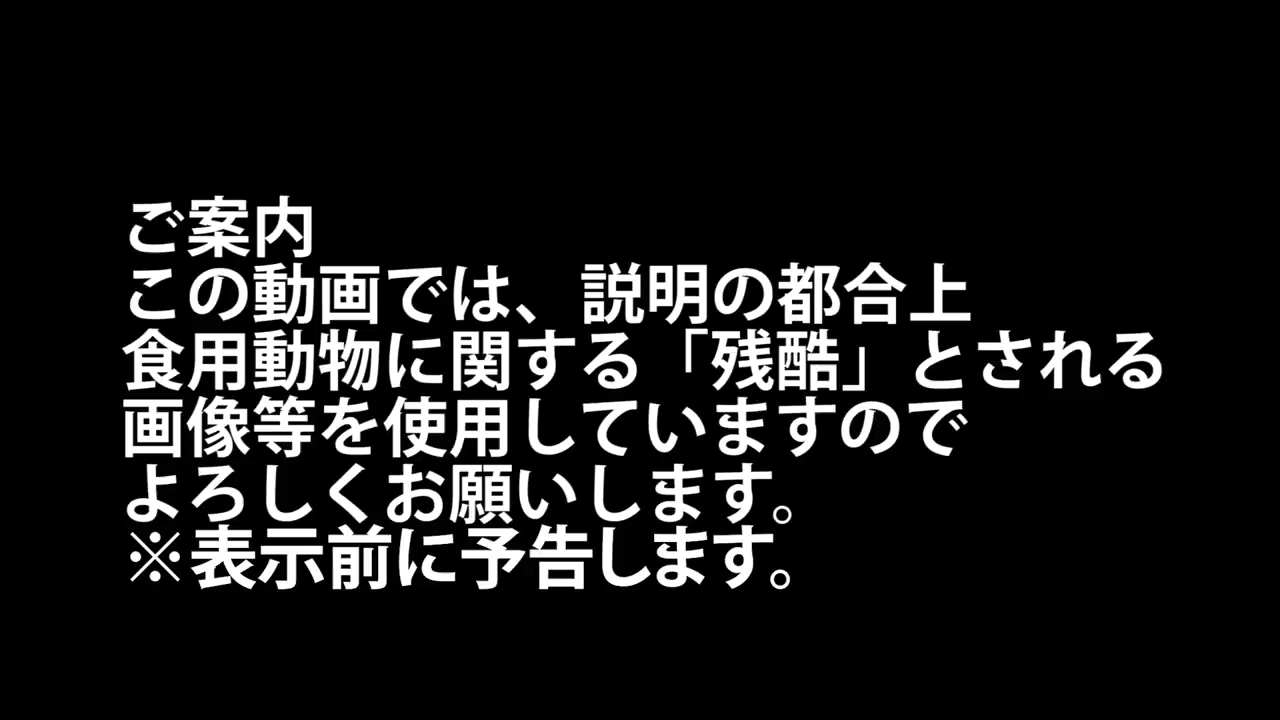 ご案内
この動画では、説明の都合上
食用動物に関する「残酷」とされる
画像等を使用していますので
よろしくお願いします。
※表示前に予告します。